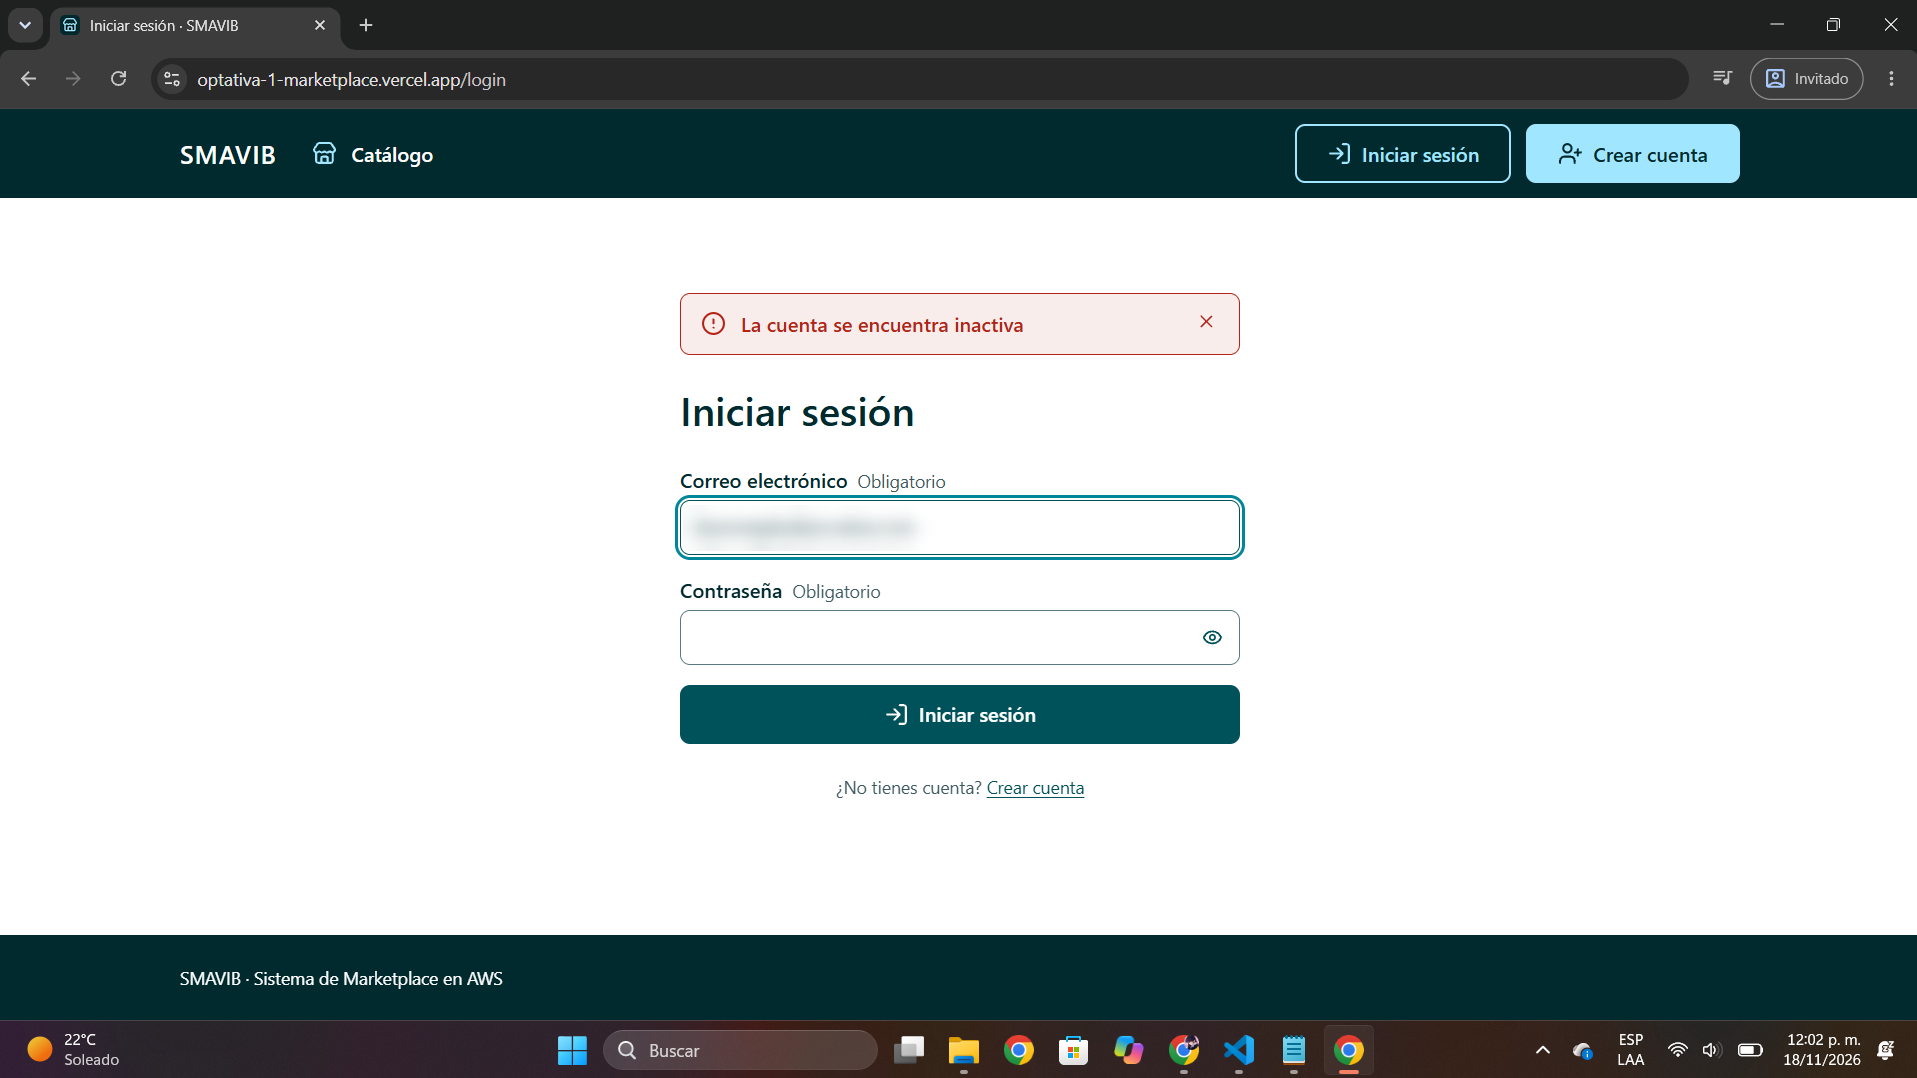 Iniciar sesión · SMAVIB
optativa-1-marketplace.vercel.app/login
Invitado
SMAVIB
Catálogo
Iniciar sesión
Crear cuenta
La cuenta se encuentra inactiva
Iniciar sesión
Correo electrónico Obligatorio
Contraseña Obligatorio
Iniciar sesión
¿No tienes cuenta? Crear cuenta
SMAVIB · Sistema de Marketplace en AWS
22°C
Soleado
Buscar
ESP
LAA
12:02 p. m.
18/11/2026